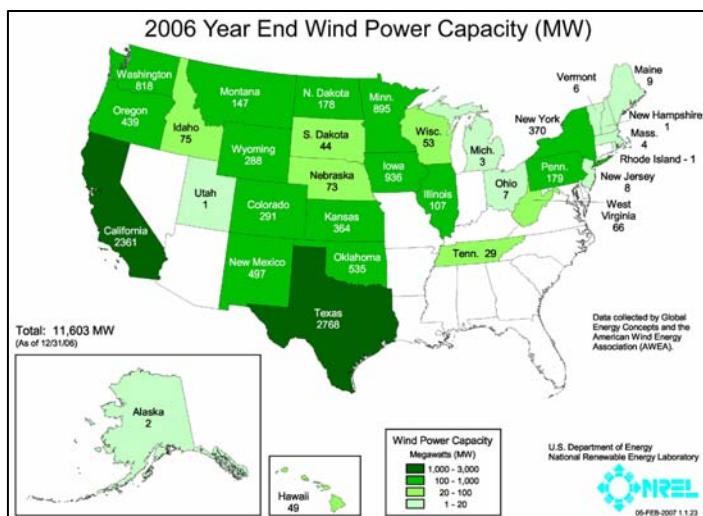 2006 Year End Wind Power Capacity (MW)
Washington
818
Oregon
439
California
2361
Idaho
75
Montana
147
Wyoming
288
Utah
1
Colorado
291
New Mexico
497
N. Dakota
178
S. Dakota
44
Nebraska
73
Kansas
364
Oklahoma
535
Texas
2768
Minn.
895
Iowa
936
Wisc.
53
Illinois
107
Mich.
3
Ohio
7
Tenn. 29
Vermont
6
Maine
9
New York
370
New Hampshire
1
Mass.
4
Rhode Island - 1
Penn.
179
New Jersey
8
West
Virginia
66
Total: 11,603 MW
(As of 12/31/06)
Data collected by Global
Energy Concepts and the
American Wind Energy
Association (AWEA).
Alaska
2
Hawaii
49
Wind Power Capacity
Megawatts (MW)
1,000 - 3,000
100 - 1,000
20 - 100
1 - 20
U.S. Department of Energy
National Renewable Energy Laboratory
NREL
05-FEB-2007 1.1.23